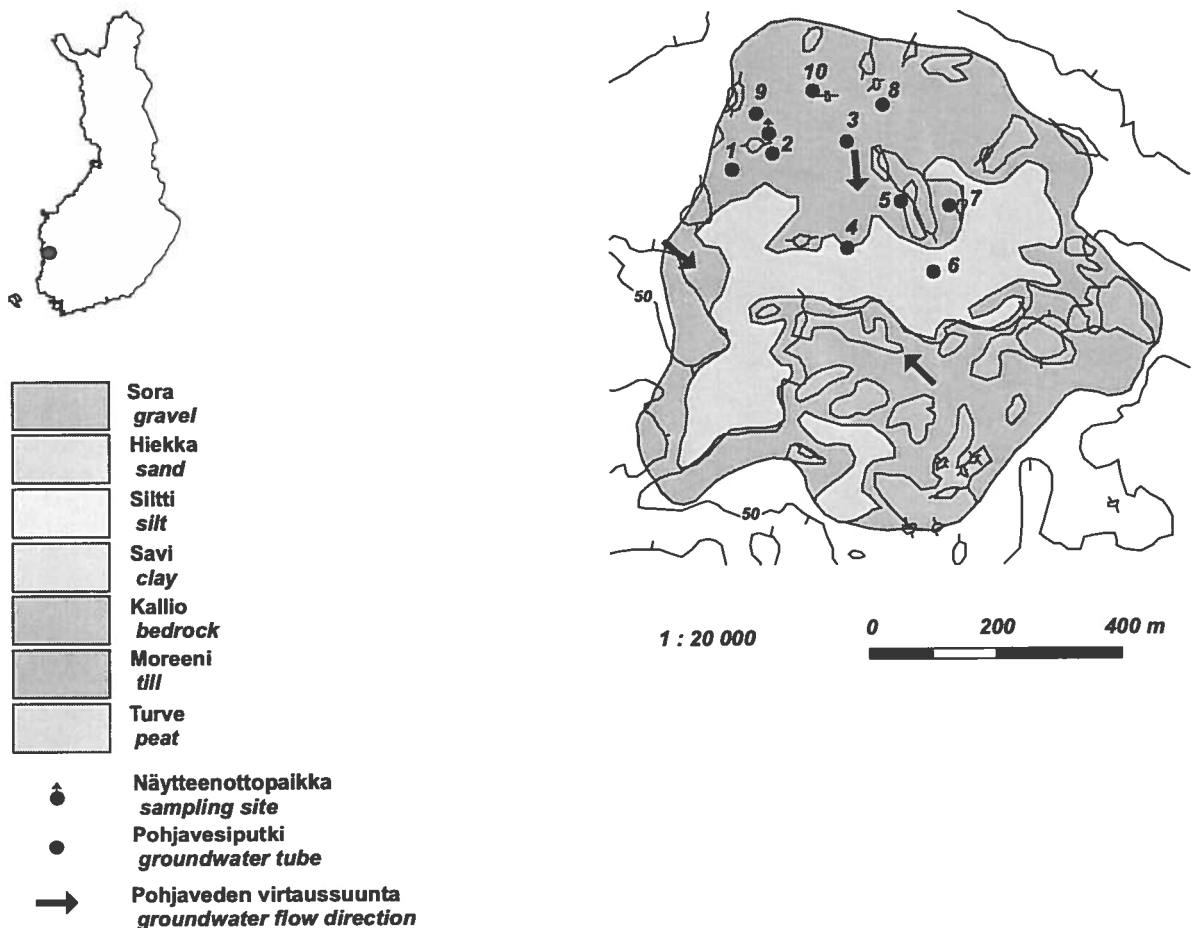 10
9
8
3
2
1
5
7
4
6
50
50
Sora
gravel
Hiekka
sand
Siltti
silt
Savi
clay
Kallio
bedrock
Moreeni
till
Turve
peat
Näytteenottopaikka
sampling site
Pohjavesiputki
groundwater tube
Pohjaveden virtaussuunta
groundwater flow direction
1 : 20 000
0 200 400 m